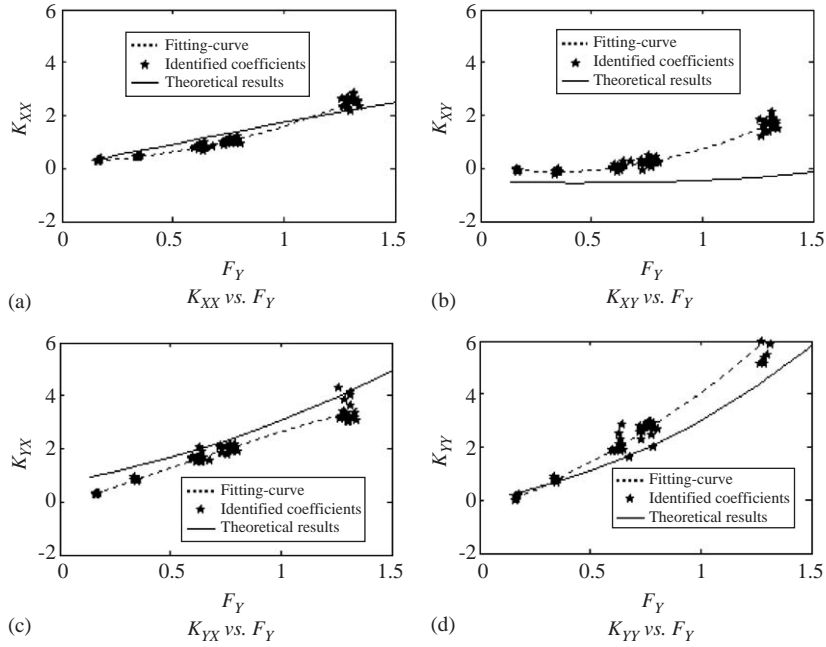 6
4
2
0
-2
K_XX
Fitting-curve
Identified coefficients
Theoretical results
0 0.5 1 1.5
F_Y
(a)
K_XX vs. F_Y
6
4
2
0
-2
K_XY
Fitting-curve
Identified coefficients
Theoretical results
0 0.5 1 1.5
F_Y
(b)
K_XY vs. F_Y
6
4
2
0
-2
K_YX
Fitting-curve
Identified coefficients
Theoretical results
0 0.5 1 1.5
F_Y
(c)
K_YX vs. F_Y
6
4
2
0
-2
K_YY
Fitting-curve
Identified coefficients
Theoretical results
0 0.5 1 1.5
F_Y
(d)
K_YY vs. F_Y